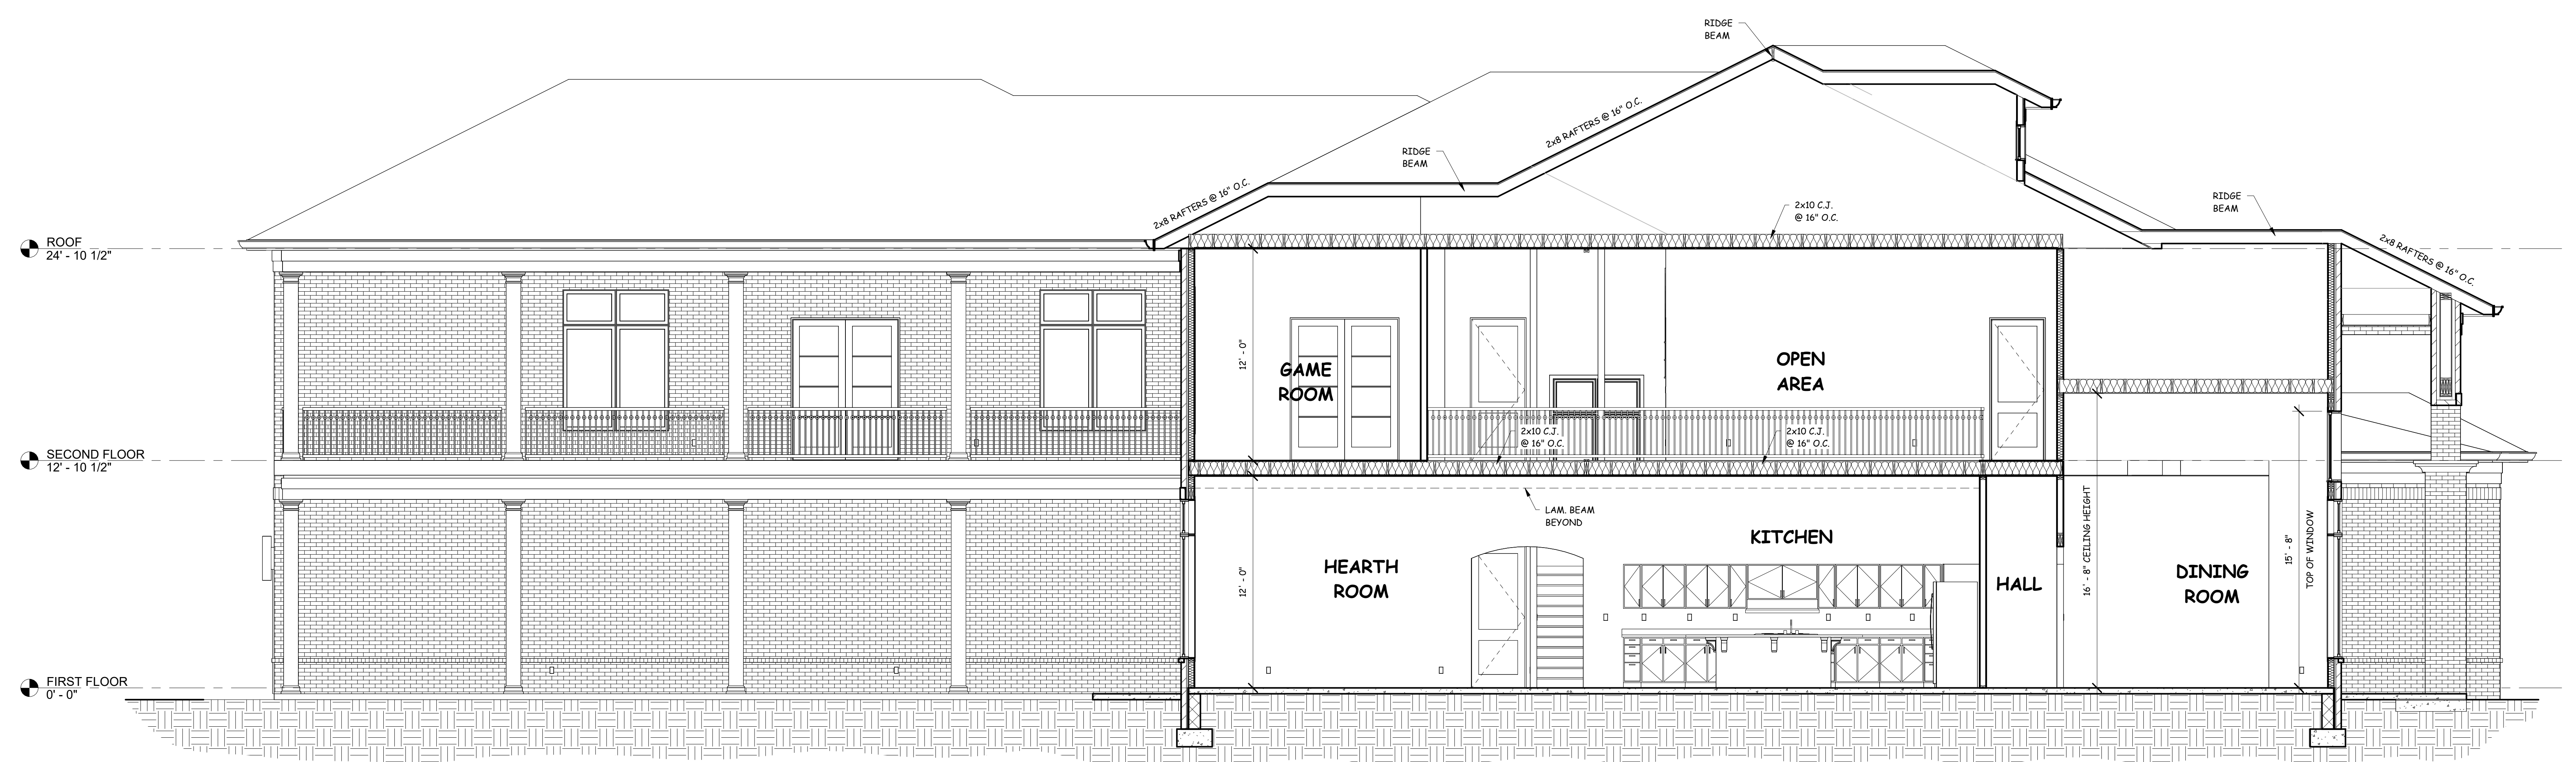 RIDGE
BEAM
2x8 RAFTERS @ 16" O.C.
RIDGE
BEAM
2x8 RAFTERS @ 16" O.C.
RIDGE
BEAM
2x10 C.J.
@ 16" O.C.
2x8 RAFTERS @ 16" O.C.
ROOF
24' - 10 1/2"
12' - 0"
GAME
ROOM
OPEN
AREA
2x10 C.J.
@ 16" O.C.
2x10 C.J.
@ 16" O.C.
SECOND FLOOR
12' - 10 1/2"
LAM. BEAM
BEYOND
12' - 0"
HEARTH
ROOM
KITCHEN
HALL
16' - 8" CEILING HEIGHT
DINING
ROOM
15' - 8"
TOP OF WINDOW
FIRST FLOOR
0' - 0"